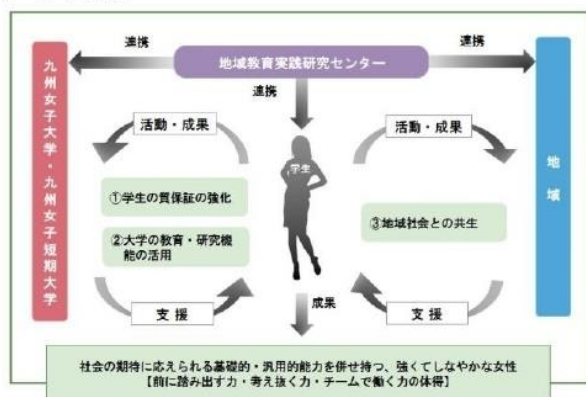 連携
連携
地域教育実践研究センター
連携
九州女子大学・九州女子短期大学
地域
活動・成果
活動・成果
学生
①学生の質保証の強化
②大学の教育・研究機
能の活用
③地域社会との共生
支援
成果
支援
社会の期待に応えられる基礎的・汎用的能力を併せ持つ、強くてしなやかな女性
【前に踏み出す力・考え抜く力・チームで働く力の体得】